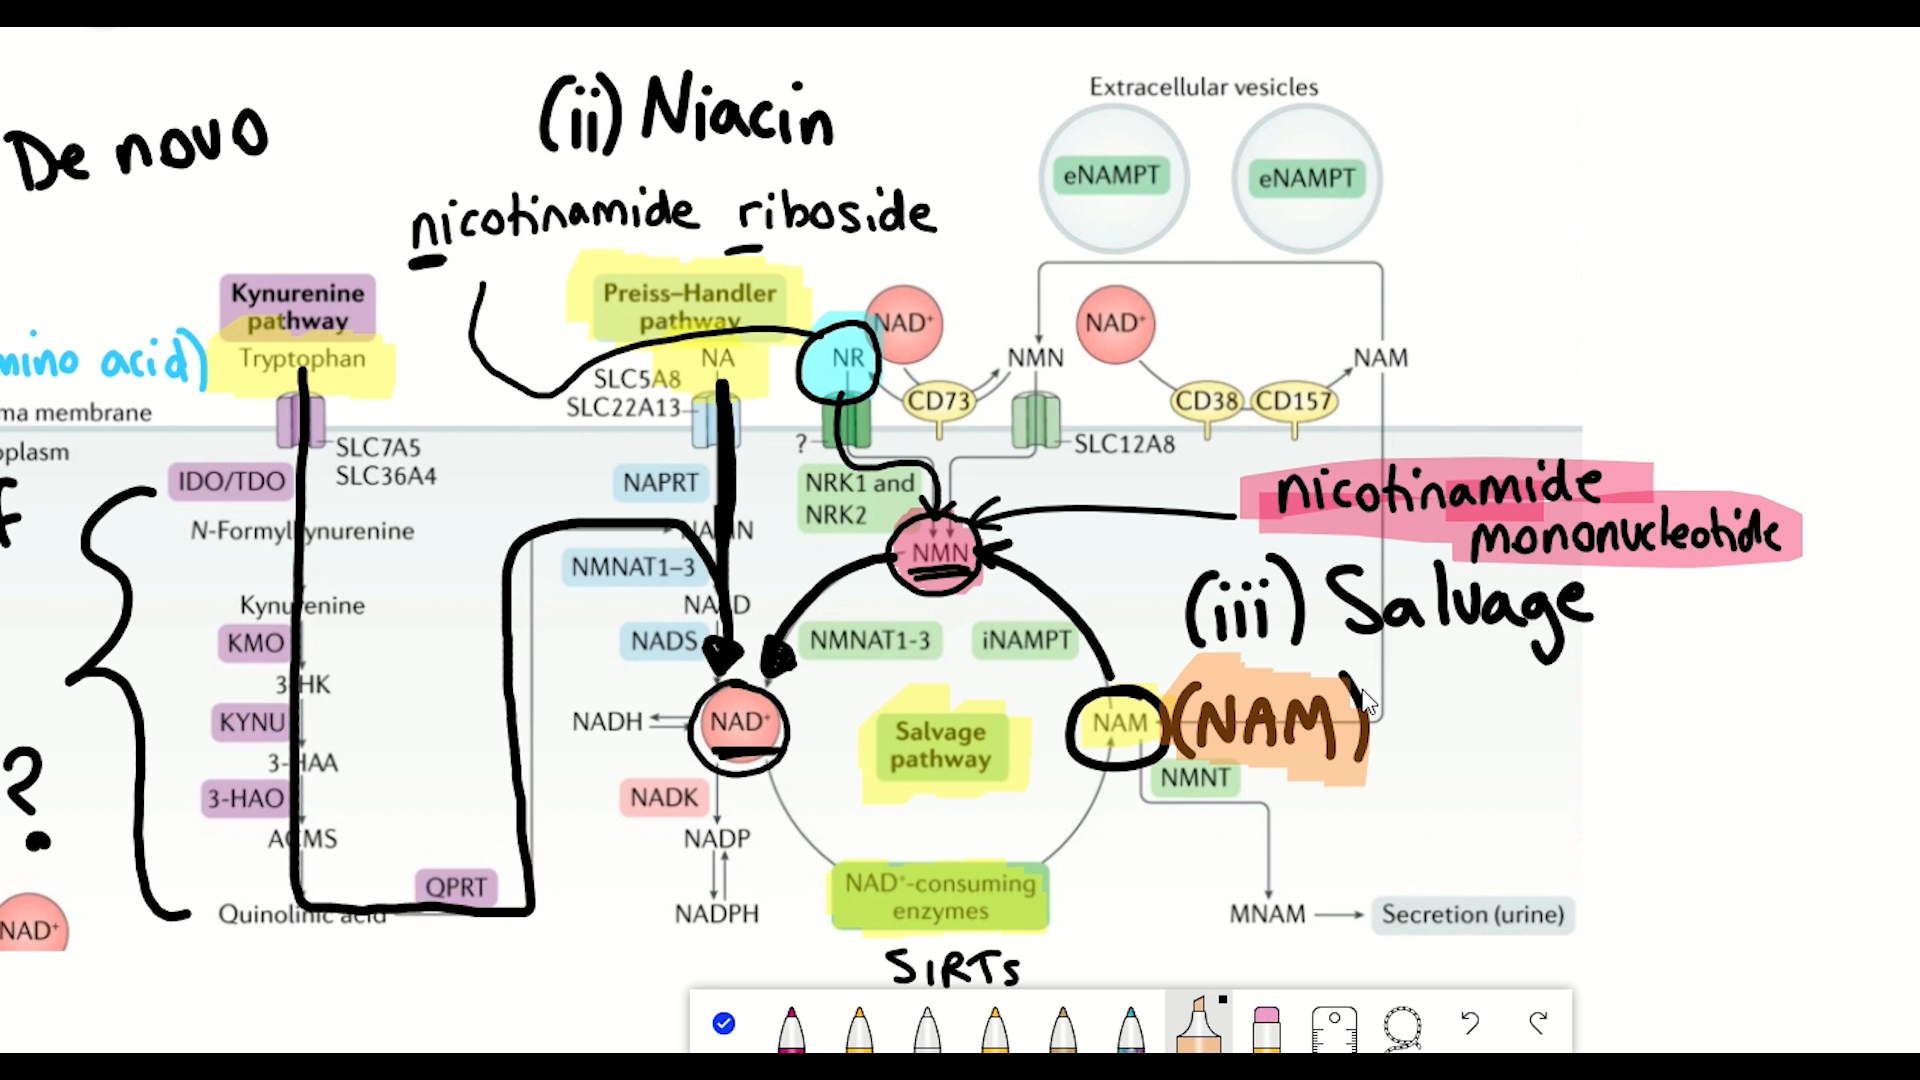 De novo
(ii) Niacin
nicotinamide riboside
Extracellular vesicles
eNAMPT
eNAMPT
Kynurenine
pathway
Tryptophan
mino acid)
ma membrane
plasm
SLC7A5
SLC36A4
IDO/TDO
N-Formylkynurenine
Kynurenine
KMO
3-HK
KYNU
3-HAA
3-HAO
ACMS
QPRT
Quinolinic acid
?
NAD+
Preiss–Handler
pathway
NA
SLC5A8
SLC22A13
NAPRT
NMNAT1–3
NADS
NADH
NAD+
NADK
NADP
NADPH
NR
NAD+
CD73
NMN
NAD+
CD38
CD157
NAM
?
SLC12A8
NRK1 and
NRK2
NMN
nicotinamide
mononucleotide
(iii) Salvage
NMNAT1-3
iNAMPT
Salvage
pathway
NAM
(NAM)
NMNT
NAD+-consuming
enzymes
SIRTs
MNAM
Secretion (urine)